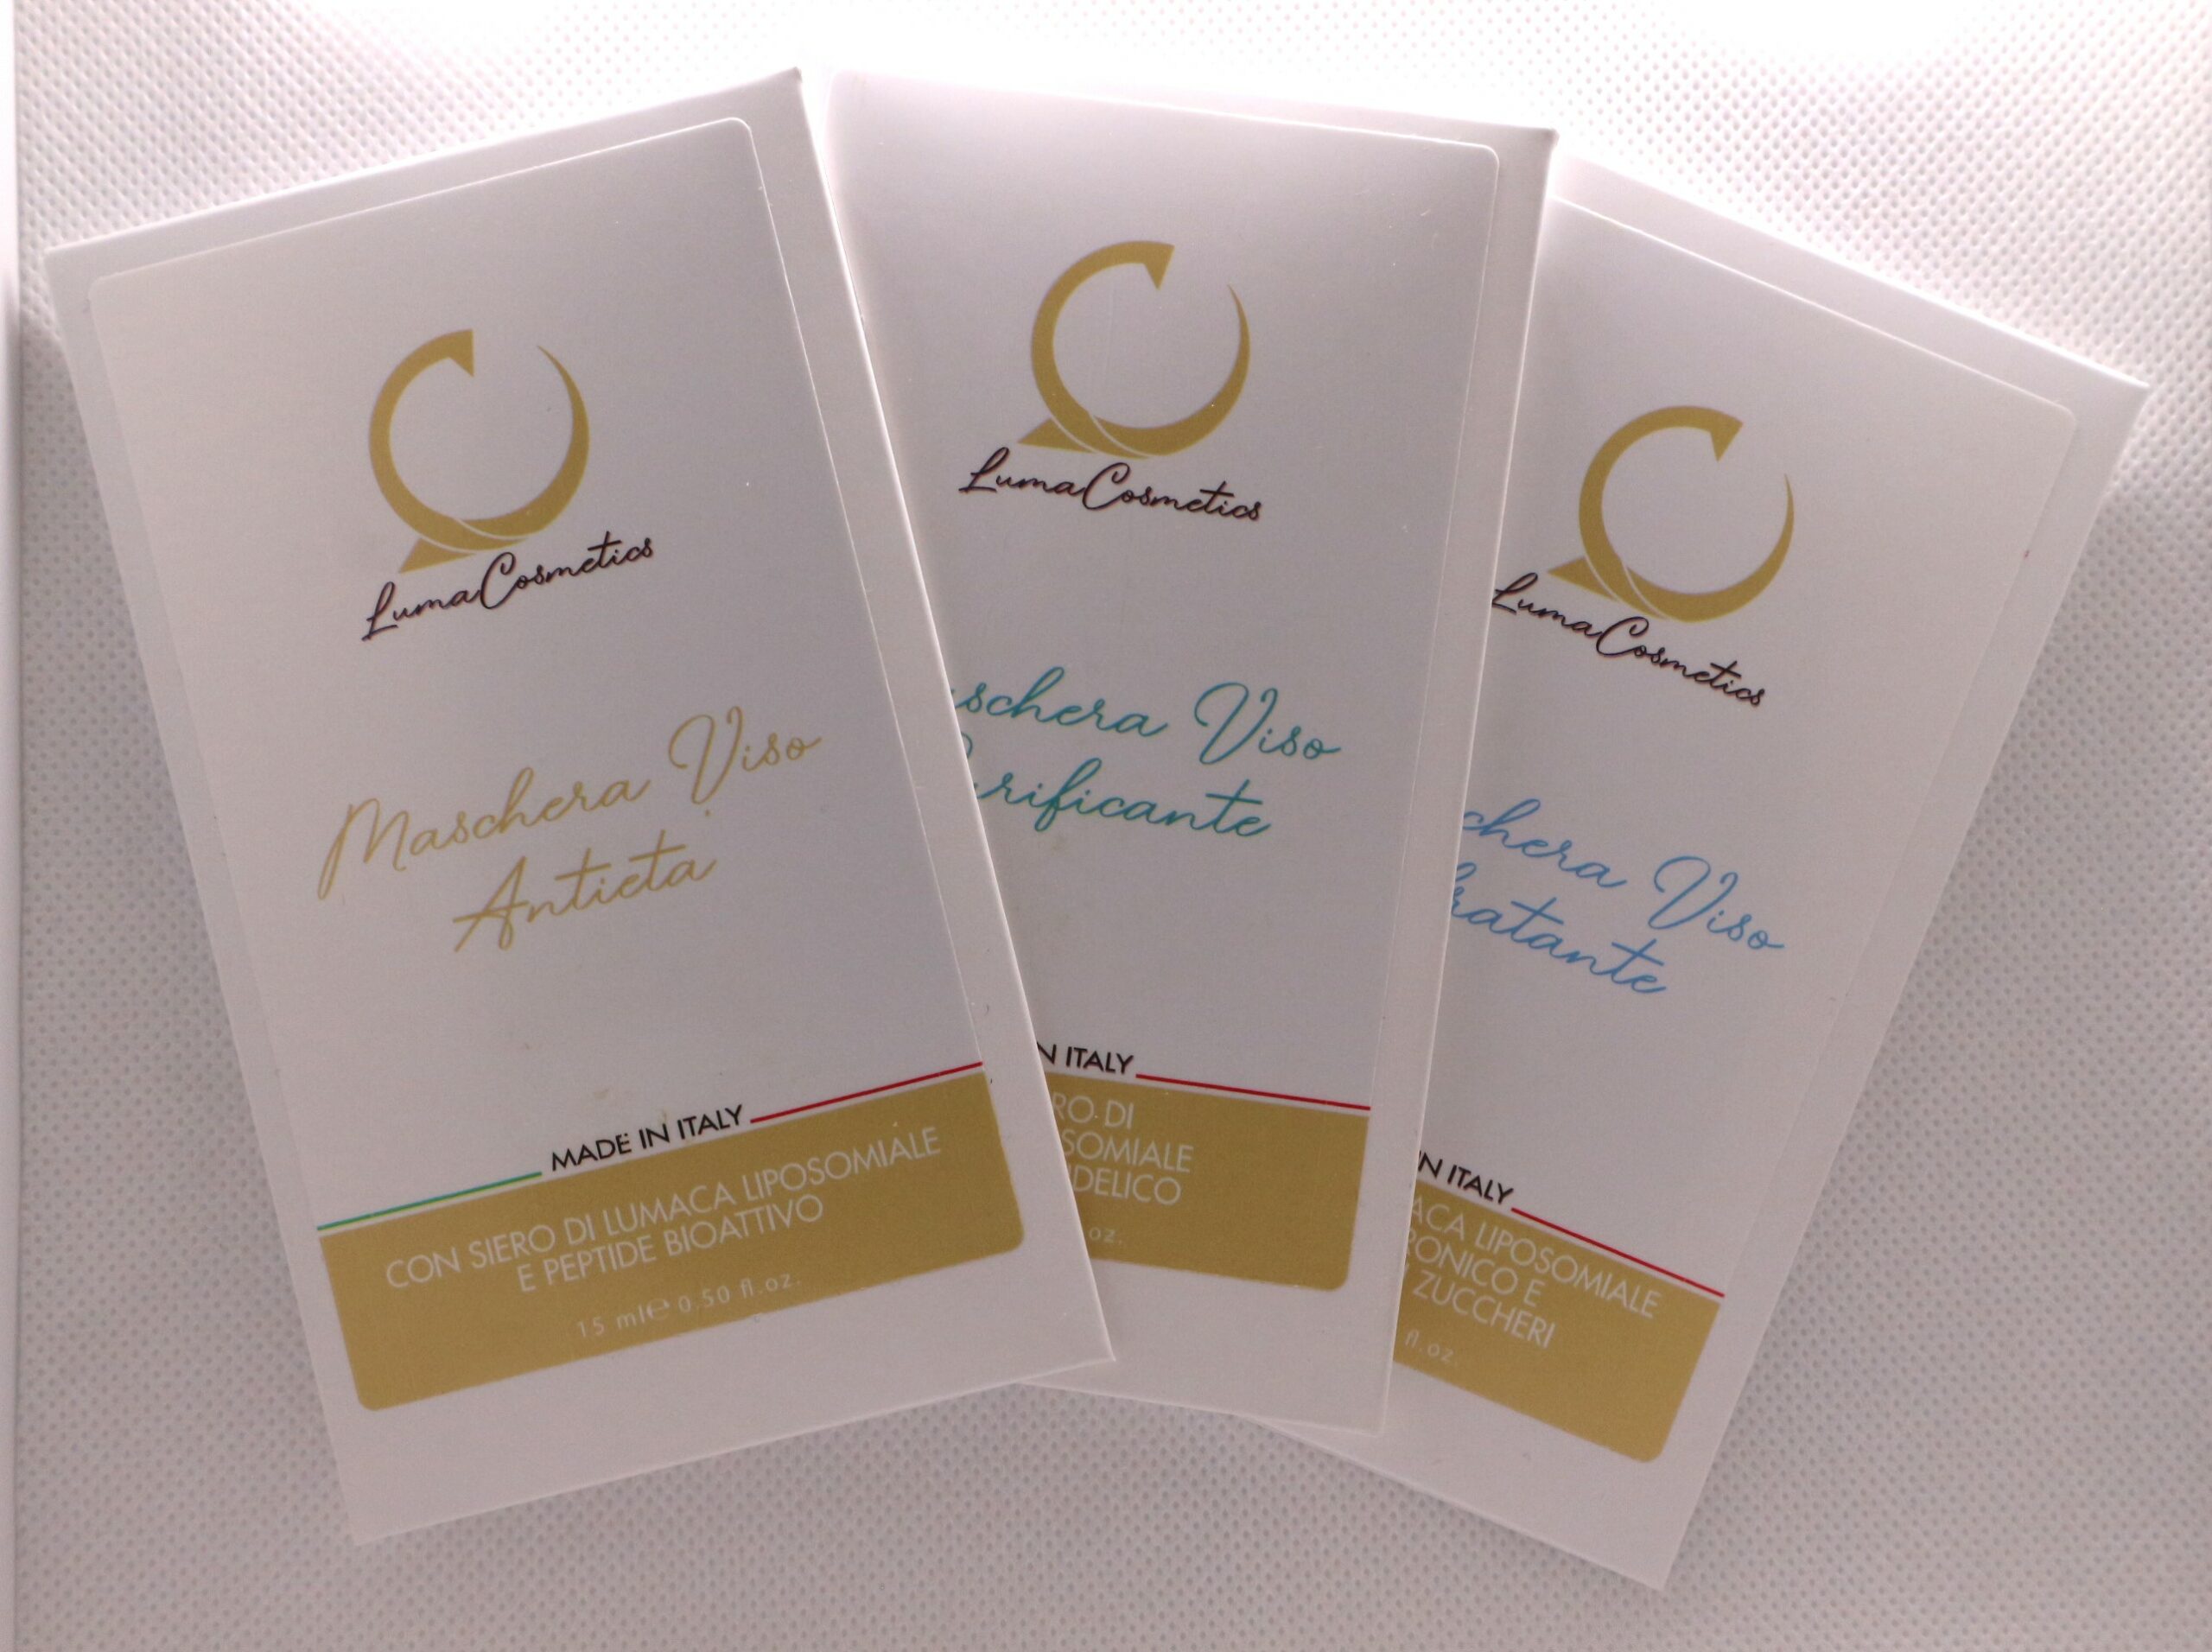 LumaCosmetics
Maschera Viso
Antietà
MADE IN ITALY
CON SIERO DI LUMACA LIPOSOMIALE
E PEPTIDE BIOATTIVO
15 ml e 0.50 fl.oz.
LumaCosmetics
schera Viso
rificante
N ITALY
RO DI
SOMIALE
DELICO
oz.
LumaCosmetics
chera Viso
ratante
IN ITALY
ACA LIPOSOMIALE
RONICO E
ZUCCHERI
fl.oz.